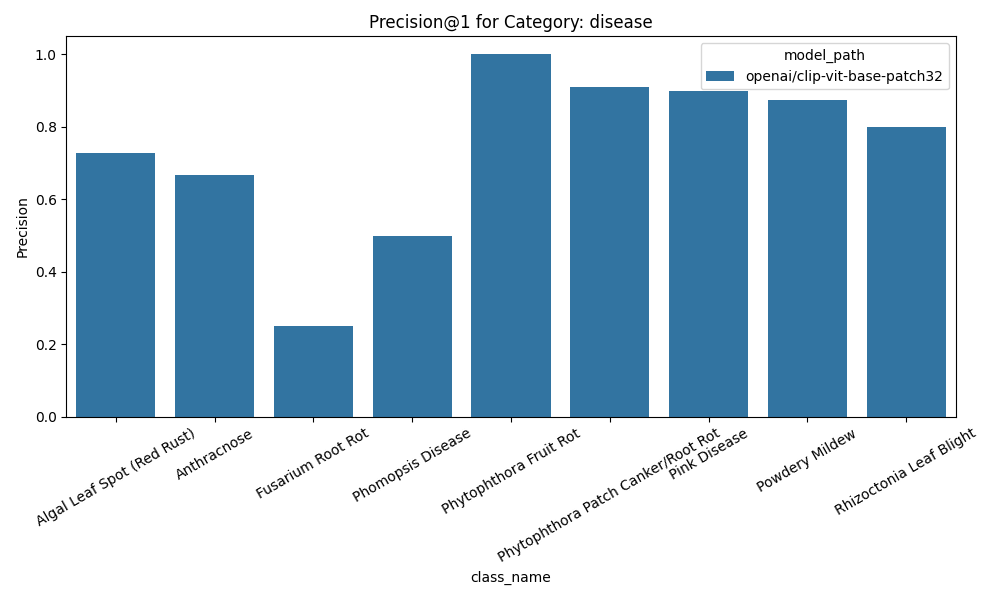 Precision@1 for Category: disease
model_path
openai/clip-vit-base-patch32
Precision
1.0
0.8
0.6
0.4
0.2
0.0
Algal Leaf Spot (Red Rust)
Anthracnose
Fusarium Root Rot
Phomopsis Disease
Phytophthora Fruit Rot
Phytophthora Patch Canker/Root Rot
Pink Disease
Powdery Mildew
Rhizoctonia Leaf Blight
class_name